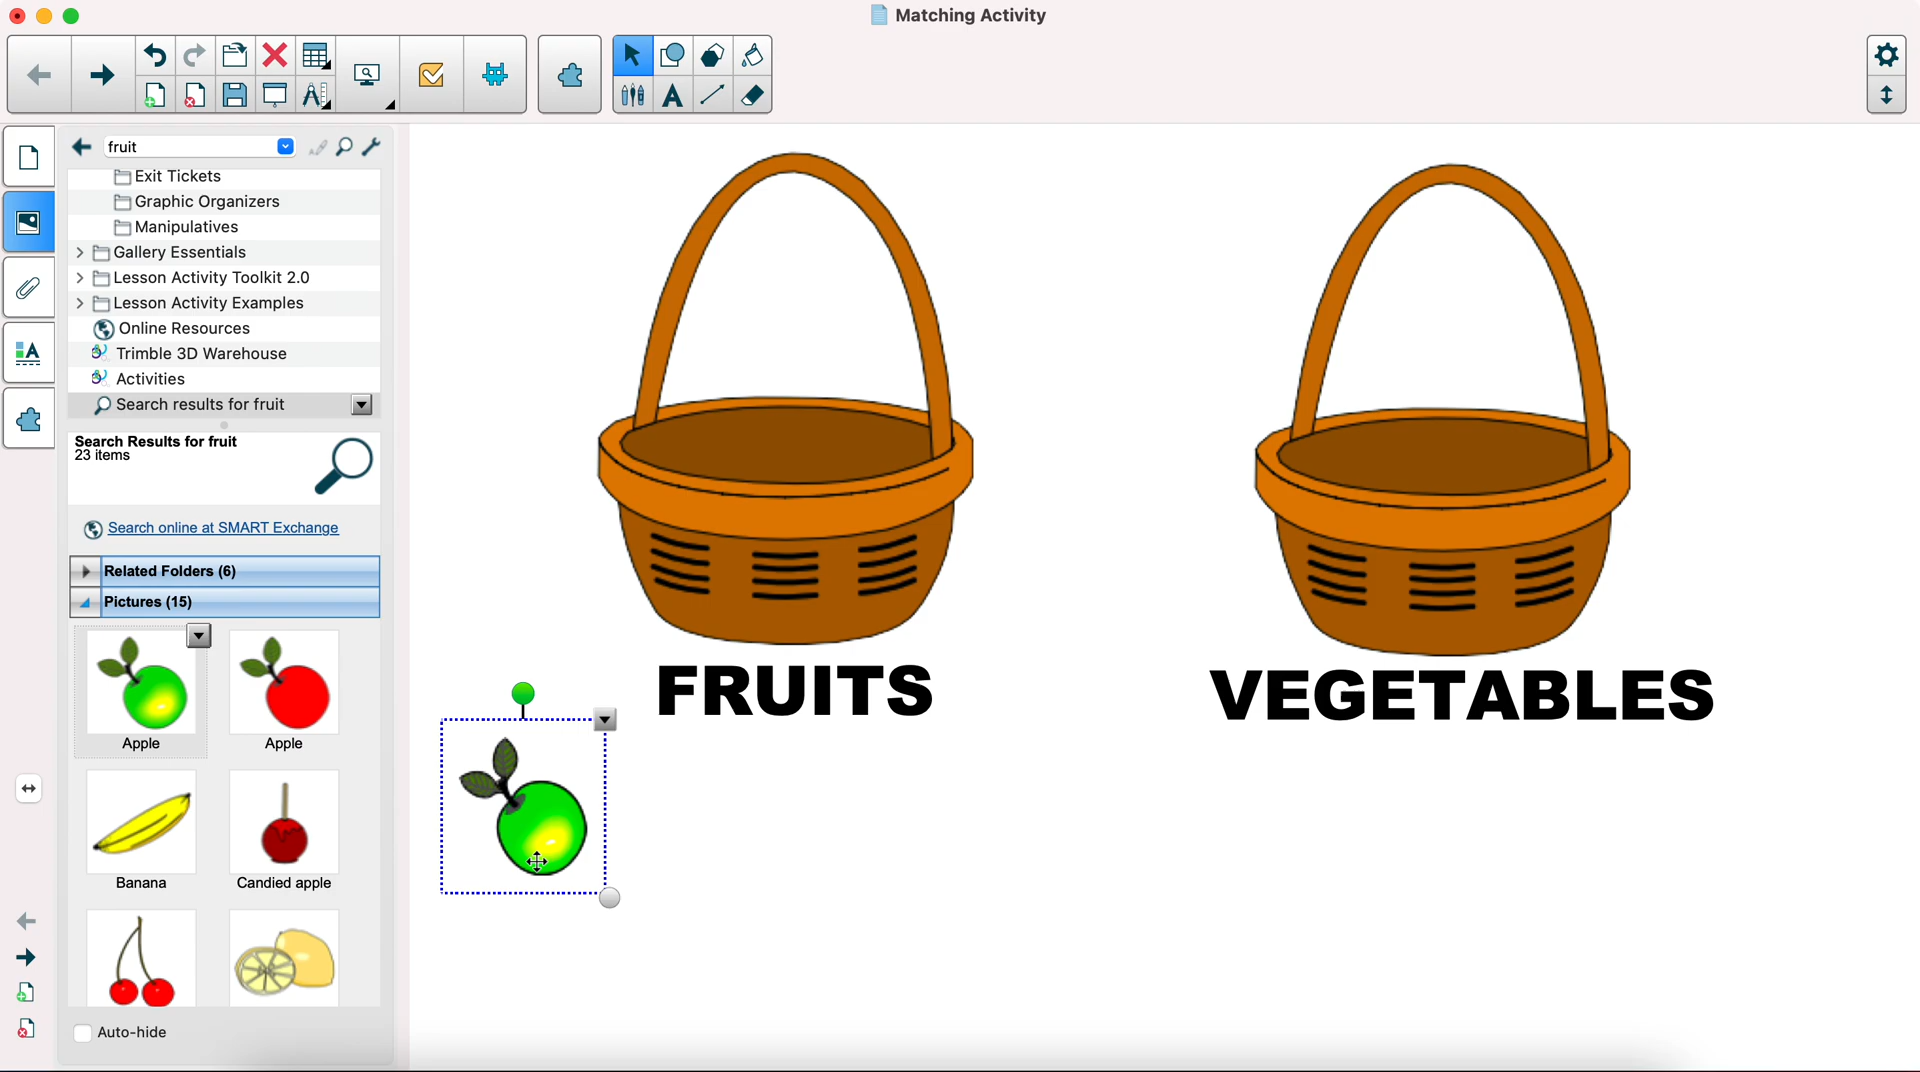 Matching Activity
fruit
Exit Tickets
Graphic Organizers
Manipulatives
Gallery Essentials
Lesson Activity Toolkit 2.0
Lesson Activity Examples
Online Resources
Trimble 3D Warehouse
Activities
Search results for fruit
Search Results for fruit
23 items
Search online at SMART Exchange
Related Folders (6)
Pictures (15)
Apple
Apple
Banana
Candied apple
Auto-hide
FRUITS
VEGETABLES